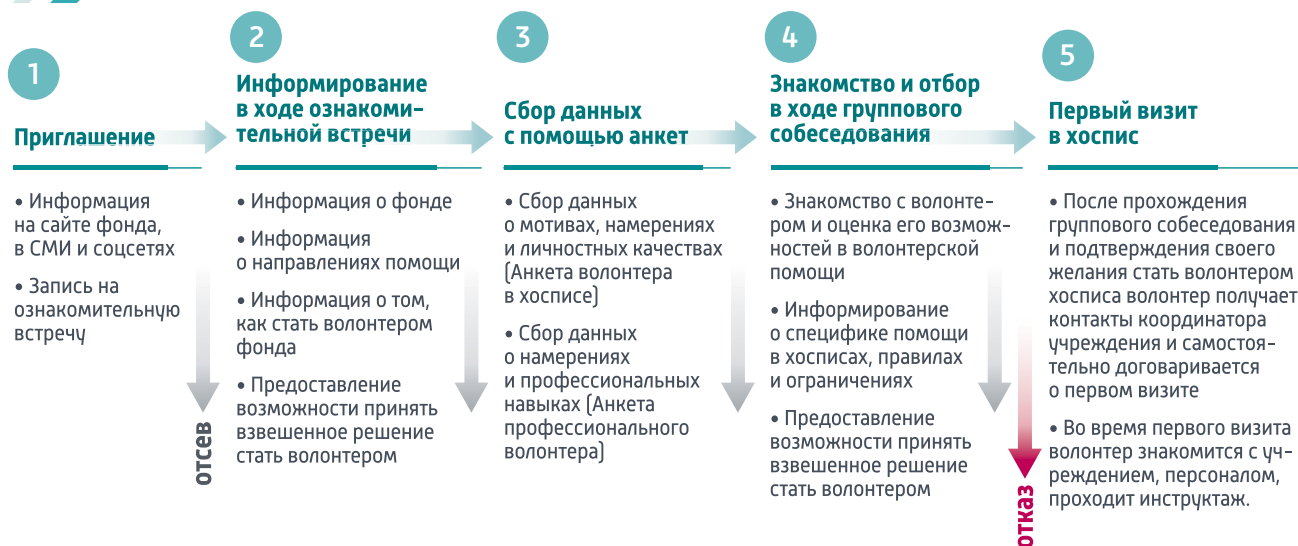 1
Приглашение
• Информация
на сайте фонда,
в СМИ и соцсетях
• Запись на
ознакомительную
встречу
отсев
2
Информирование
в ходе ознакоми–
тельной встречи
• Информация о фонде
• Информация
о направлениях помощи
• Информация о том,
как стать волонтером
фонда
• Предоставление
возможности принять
взвешенное решение
стать волонтером
3
Сбор данных
с помощью анкет
• Сбор данных
о мотивах, намерениях
и личностных качествах
(Анкета волонтера
в хосписе)
• Сбор данных
о намерениях
и профессиональных
навыках (Анкета
профессионального
волонтера)
4
Знакомство и отбор
в ходе группового
собеседования
• Знакомство с волонте–
ром и оценка его возмож–
ностей в волонтерской
помощи
• Информирование
о специфике помощи
в хосписах, правилах
и ограничениях
• Предоставление
возможности принять
взвешенное решение
стать волонтером
отказ
5
Первый визит
в хоспис
• После прохождения
группового собеседования
и подтверждения своего
желания стать волонтером
хосписа волонтер получает
контакты координатора
учреждения и самостоя–
тельно договаривается
о первом визите
• Во время первого визита
волонтер знакомится с уч–
реждением, персоналом,
проходит инструктаж.